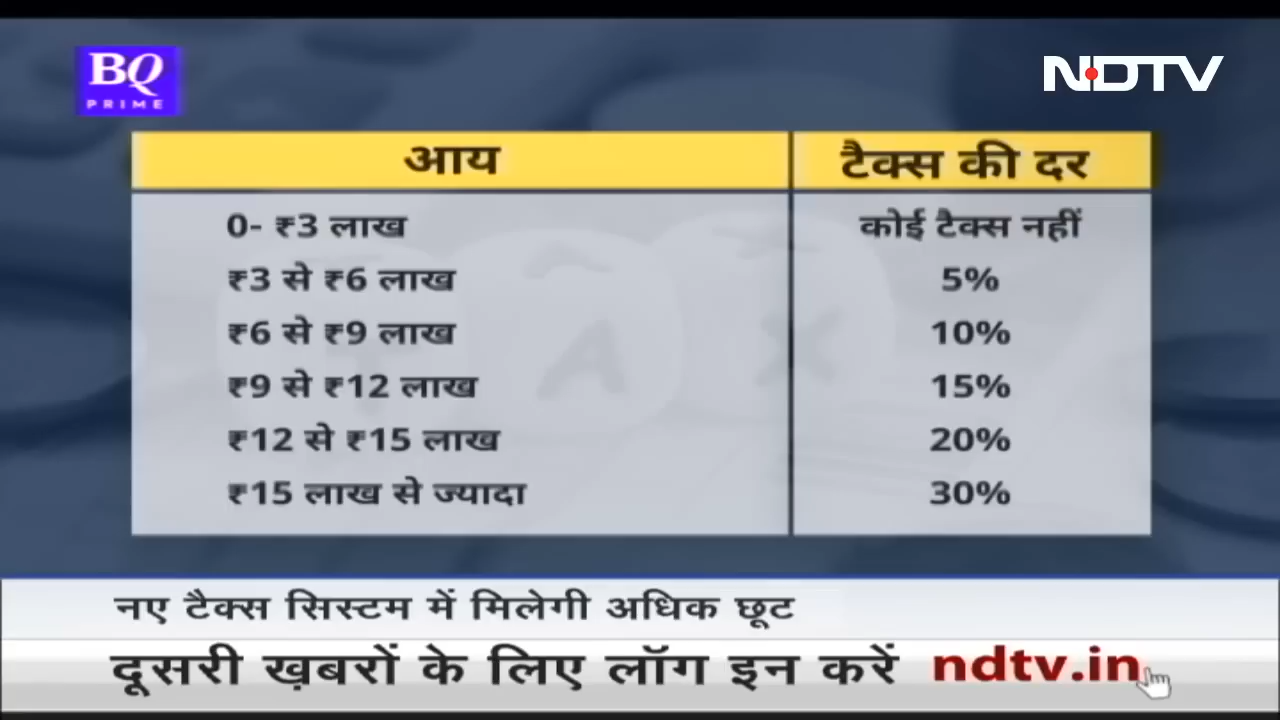 BQ
PRIME
NDTV
आय टैक्स की दर
0- ₹3 लाख कोई टैक्स नहीं
₹3 से ₹6 लाख 5%
₹6 से ₹9 लाख 10%
₹9 से ₹12 लाख 15%
₹12 से ₹15 लाख 20%
₹15 लाख से ज्यादा 30%
T A X
नए टैक्स सिस्टम में मिलेगी अधिक छूट
दूसरी ख़बरों के लिए लॉग इन करें ndtv.in